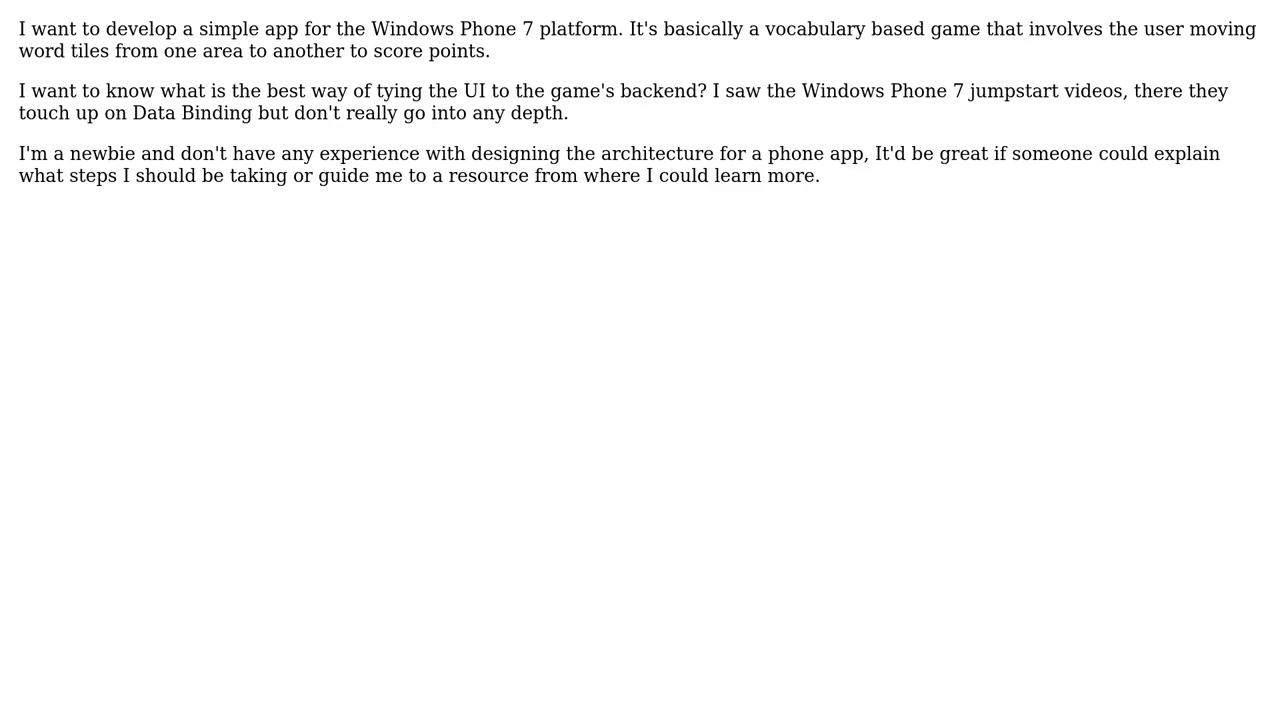 I want to develop a simple app for the Windows Phone 7 platform. It's basically a vocabulary based game that involves the user moving
word tiles from one area to another to score points.
I want to know what is the best way of tying the UI to the game's backend? I saw the Windows Phone 7 jumpstart videos, there they
touch up on Data Binding but don't really go into any depth.
I'm a newbie and don't have any experience with designing the architecture for a phone app, It'd be great if someone could explain
what steps I should be taking or guide me to a resource from where I could learn more.